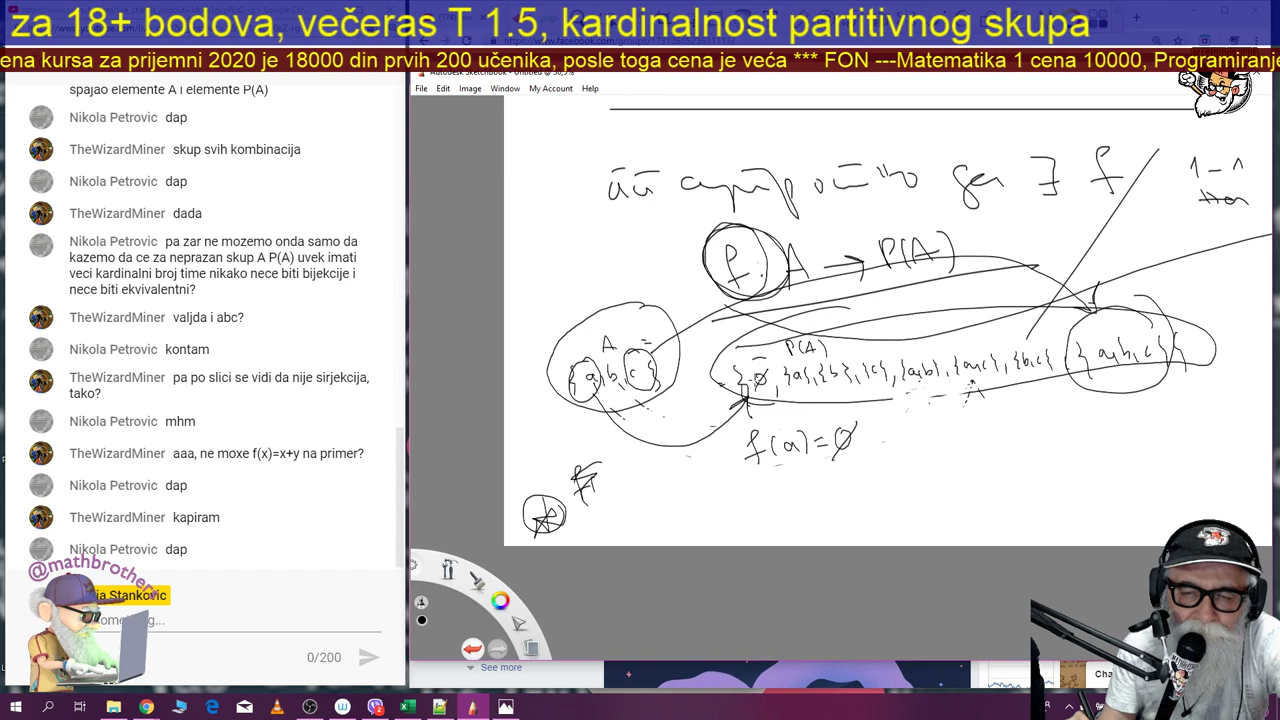 za 18+ bodova, večeras T 1 5, kardinalnost partitivnog skupa
ena kursa za prijemni 2020 je 18000 din prvih 200 učenika, posle toga cena je veća *** FON ---Matematika 1 cena 10000, Programiranje
File Edit Image Window My Account Help
spajao elemente A i elemente P(A)
Nikola Petrovic dap
TheWizardMiner skup svih kombinacija
Nikola Petrovic dap
TheWizardMiner dada
Nikola Petrovic pa zar ne mozemo onda samo da
kazemo da ce za neprazan skup A P(A) uvek imati
veci kardinalni broj time nikako nece biti bijekcije i
nece biti ekvivalentni?
TheWizardMiner valjda i abc?
Nikola Petrovic kontam
TheWizardMiner pa po slici se vidi da nije sirjekcija,
tako?
Nikola Petrovic mhm
TheWizardMiner aaa, ne moxe f(x)=x+y na primer?
Nikola Petrovic dap
TheWizardMiner kapiram
Nikola Petrovic dap
@mathbrothers
Stankovic
0/200
∃ f
1-1
f: A → P(A)
A =
P(A)
{a,b,c}
{∅, {a},{b},{c},{a,b},{a,c},{b,c},{a,b,c}}
f(a)=∅
See more